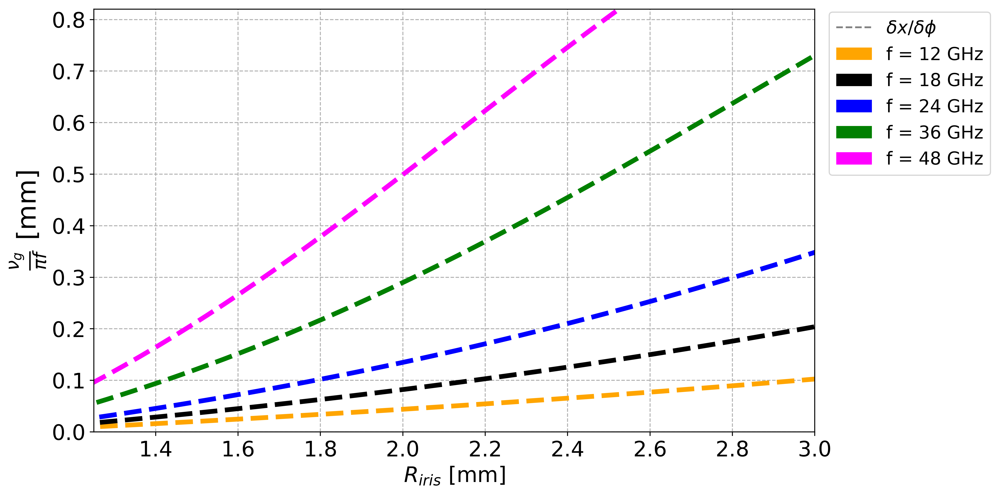 0.8
0.7
0.6
0.5
0.4
0.3
0.2
0.1
0.0
ν_g/πf [mm]
1.4 1.6 1.8 2.0 2.2 2.4 2.6 2.8 3.0
R_iris [mm]
δx/δϕ
f = 12 GHz
f = 18 GHz
f = 24 GHz
f = 36 GHz
f = 48 GHz